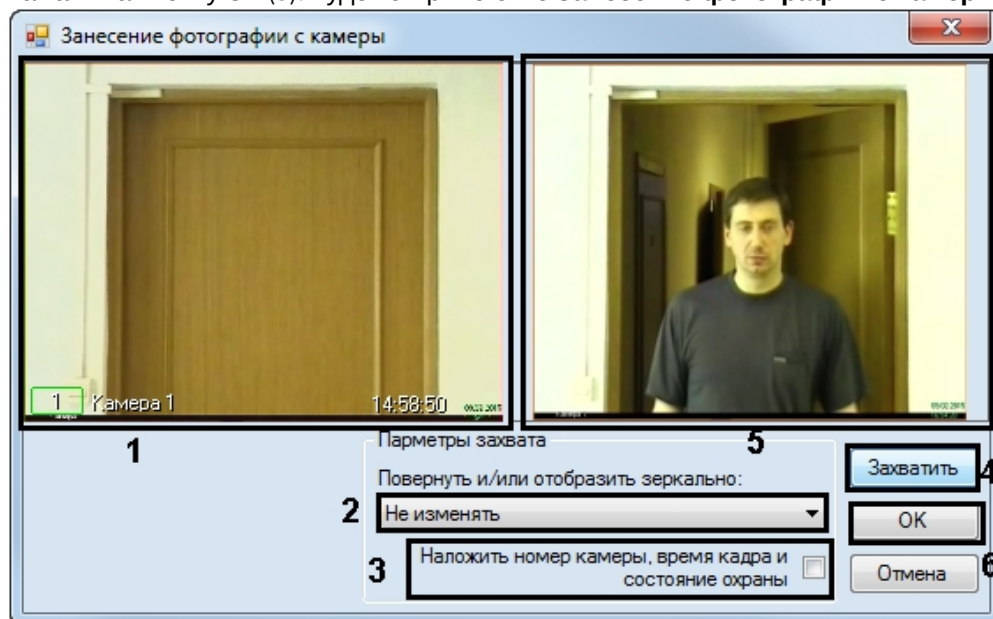 Занесение фотографии с камеры
1 Камера 1 14:58:50
1
5
Парметры захвата
Повернуть и/или отобразить зеркально:
2
Не изменять
3
Наложить номер камеры, время кадра и
состояние охраны
Захватить
4
OK
Отмена
6